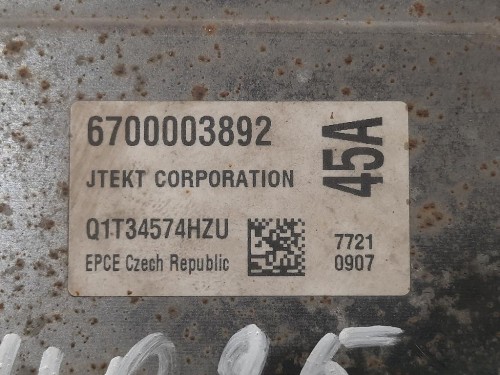 6700003892
45A
JTEKT CORPORATION
Q1T34574HZU
7721
EPCE Czech Republic
0907